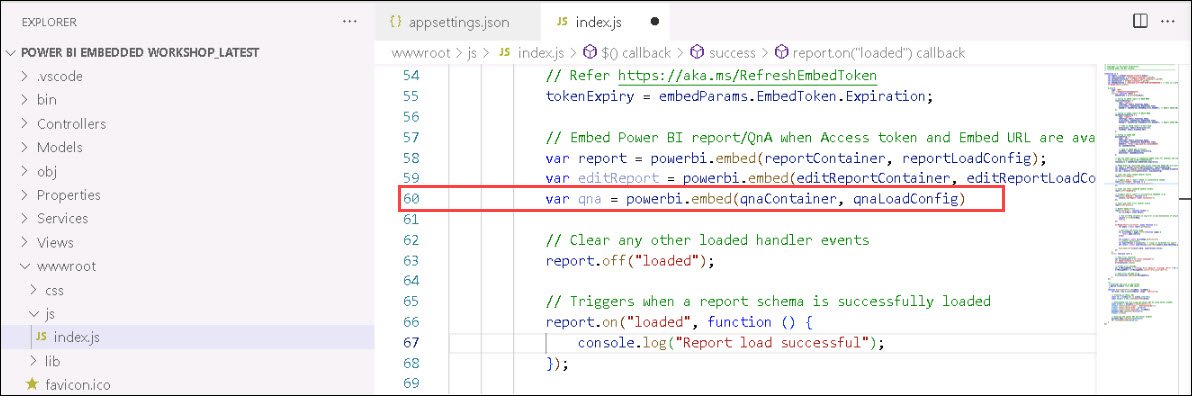 EXPLORER
POWER BI EMBEDDED WORKSHOP_LATEST
.vscode
bin
Controllers
Models
obj
Properties
Services
Views
wwwroot
css
js
JS index.js
lib
favicon.ico
{} appsettings.json
JS index.js
wwwroot > js > JS index.js > $() callback > success > report.on("loaded") callback
54 // Refer https://aka.ms/RefreshEmbedToken
55 tokenExpiry = embedParams.EmbedToken.Expiration;
56
57 // Embed Power BI report/QnA when Access token and Embed URL are ava
58 var report = powerbi.embed(reportContainer, reportLoadConfig);
59 var editReport = powerbi.embed(editReportContainer, editReportLoadCo
60 var qna = powerbi.embed(qnaContainer, qnaLoadConfig)
61
62 // Clear any other loaded handler events
63 report.off("loaded");
64
65 // Triggers when a report schema is successfully loaded
66 report.on("loaded", function () {
67 console.log("Report load successful");
68 });
69